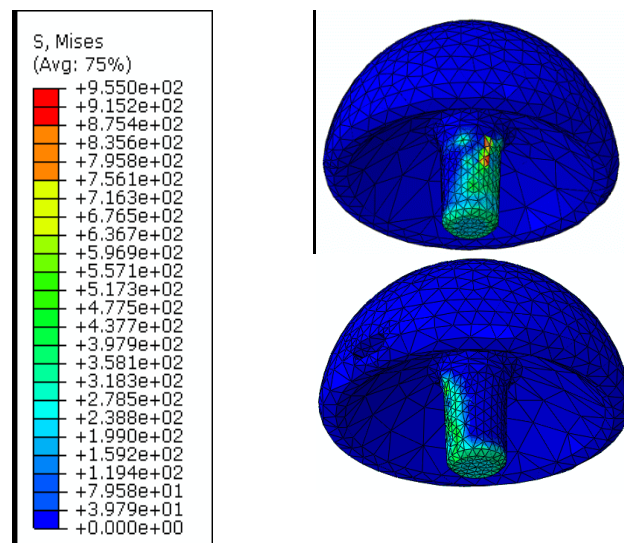 S, Mises
(Avg: 75%)
+9.550e+02
+9.152e+02
+8.754e+02
+8.356e+02
+7.958e+02
+7.561e+02
+7.163e+02
+6.765e+02
+6.367e+02
+5.969e+02
+5.571e+02
+5.173e+02
+4.775e+02
+4.377e+02
+3.979e+02
+3.581e+02
+3.183e+02
+2.785e+02
+2.388e+02
+1.990e+02
+1.592e+02
+1.194e+02
+7.958e+01
+3.979e+01
+0.000e+00